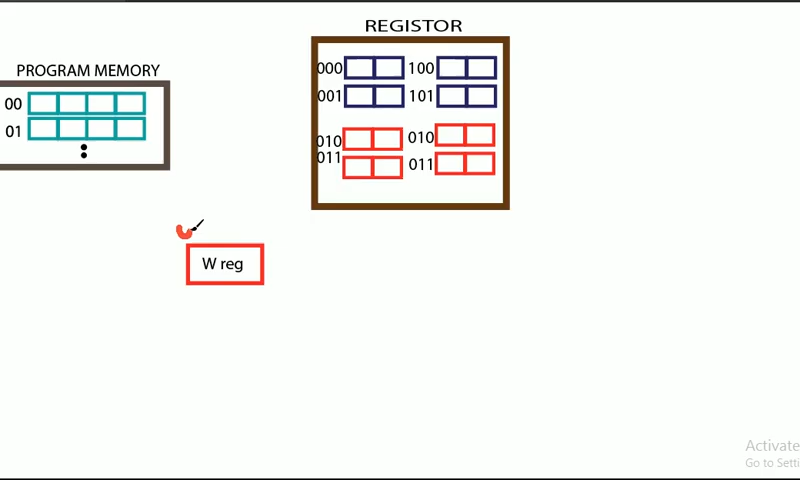 REGISTOR
PROGRAM MEMORY
00
01
000
001
010
011
100
101
010
011
W reg
Activate
Go to Setti